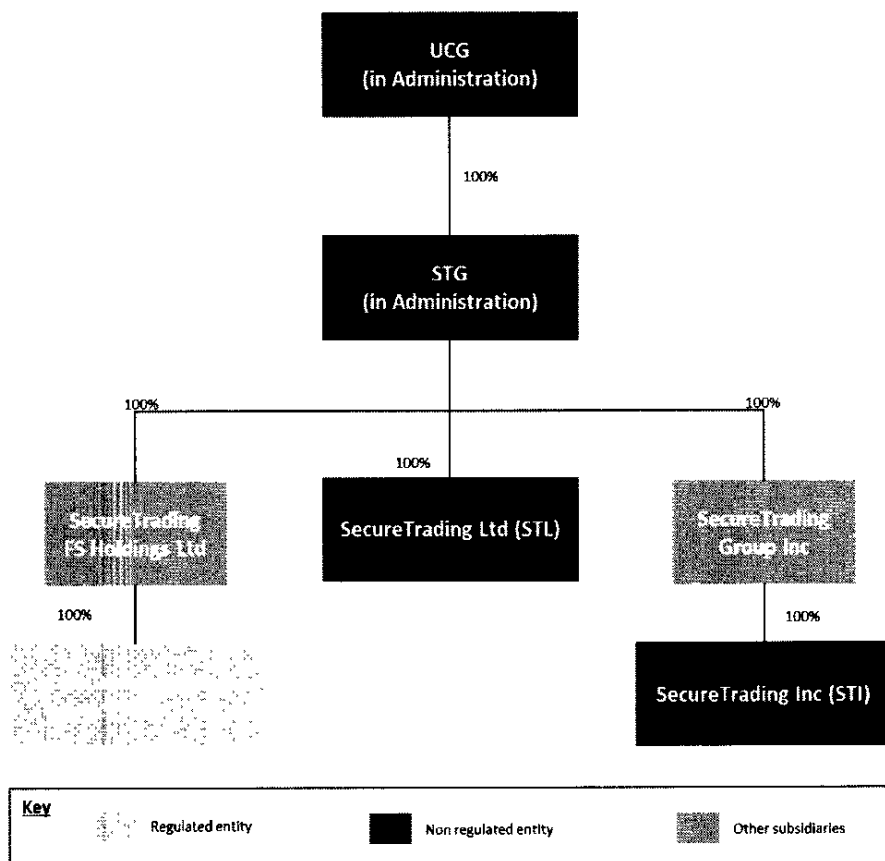 UCG
(in Administration)
100%
STG
(in Administration)
100%
100%
100%
SecureTrading
FS Holdings Ltd
SecureTrading Ltd (STL)
SecureTrading
Group Inc
100%
100%
SecureTrading Inc (STI)
Key
Regulated entity
Non regulated entity
Other subsidiaries